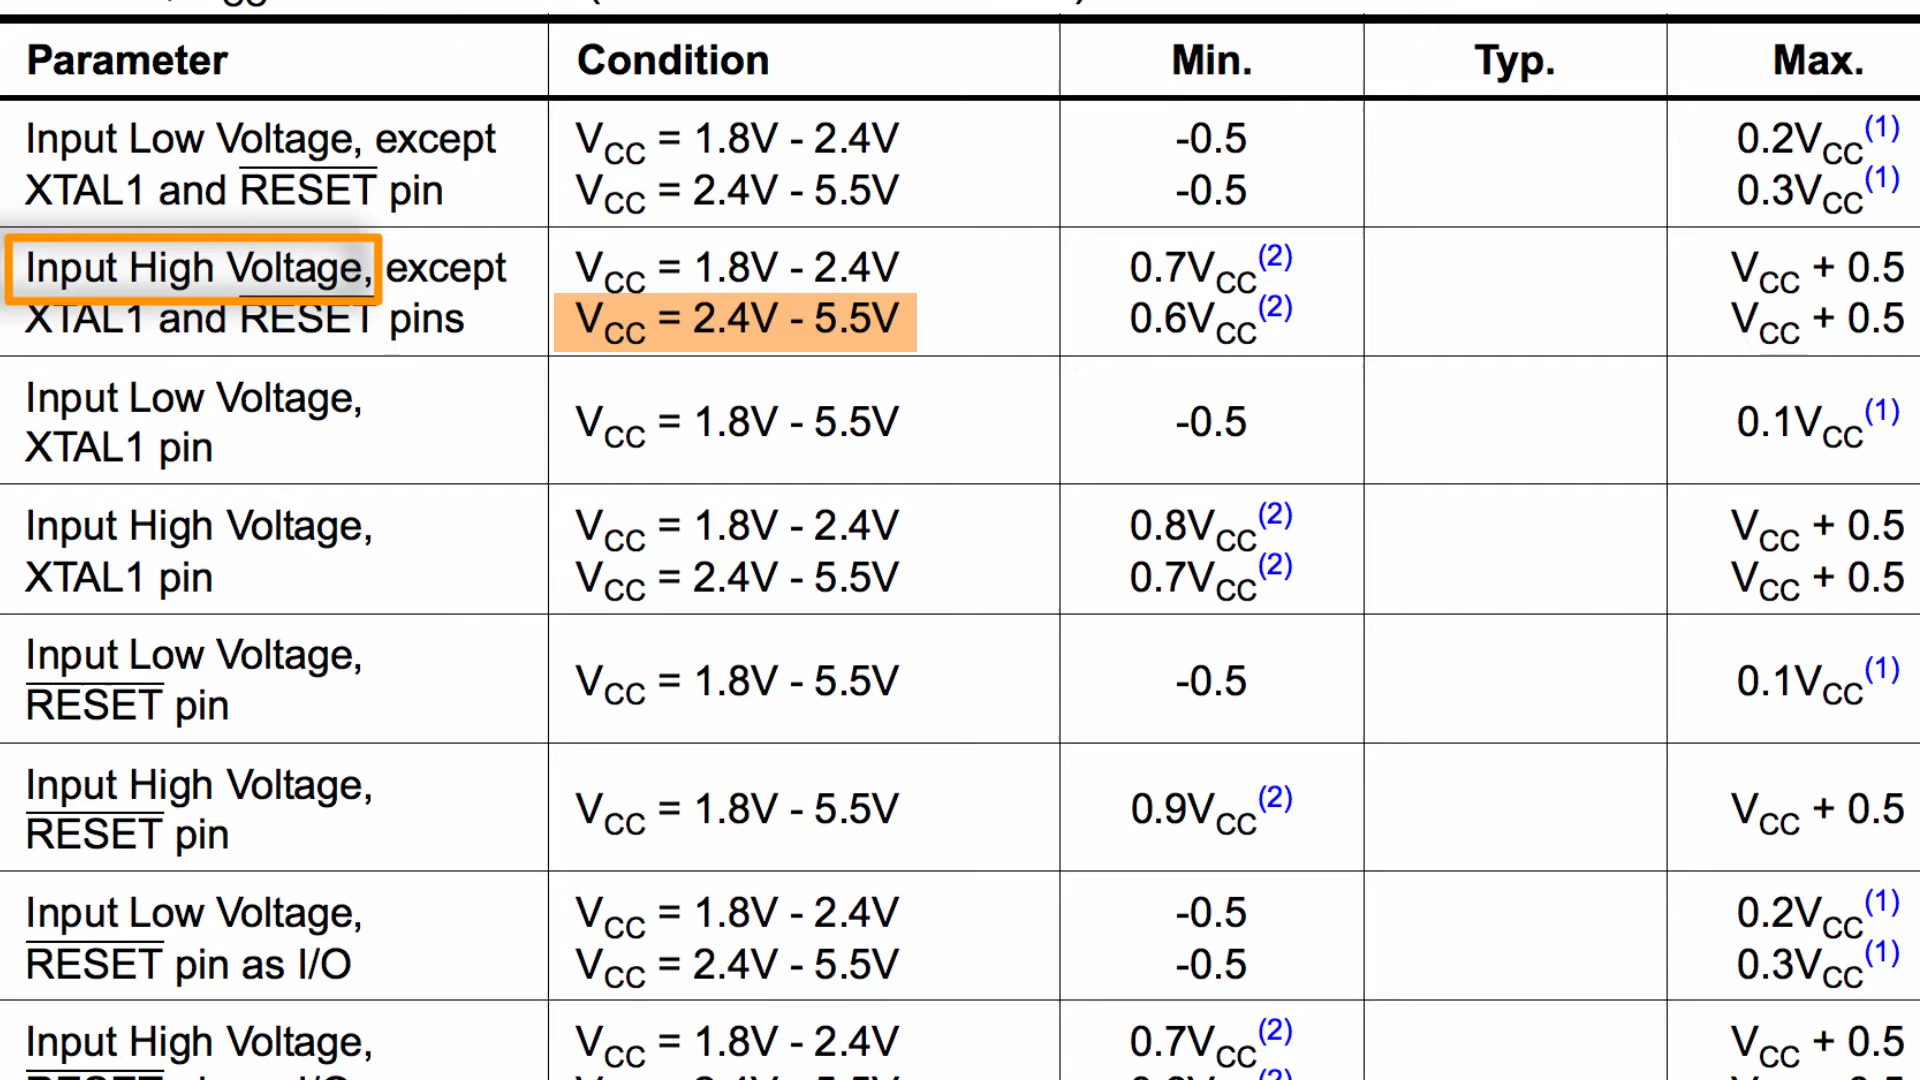 Parameter Condition Min. Typ. Max.
Input Low Voltage, except VCC = 1.8V - 2.4V -0.5 0.2VCC(1)
XTAL1 and RESET pin VCC = 2.4V - 5.5V -0.5 0.3VCC(1)
Input High Voltage, except VCC = 1.8V - 2.4V 0.7VCC(2) VCC + 0.5
XTAL1 and RESET pins VCC = 2.4V - 5.5V 0.6VCC(2) VCC + 0.5
Input Low Voltage,
XTAL1 pin VCC = 1.8V - 5.5V -0.5 0.1VCC(1)
Input High Voltage, VCC = 1.8V - 2.4V 0.8VCC(2) VCC + 0.5
XTAL1 pin VCC = 2.4V - 5.5V 0.7VCC(2) VCC + 0.5
Input Low Voltage,
RESET pin VCC = 1.8V - 5.5V -0.5 0.1VCC(1)
Input High Voltage,
RESET pin VCC = 1.8V - 5.5V 0.9VCC(2) VCC + 0.5
Input Low Voltage, VCC = 1.8V - 2.4V -0.5 0.2VCC(1)
RESET pin as I/O VCC = 2.4V - 5.5V -0.5 0.3VCC(1)
Input High Voltage, VCC = 1.8V - 2.4V 0.7VCC(2) VCC + 0.5